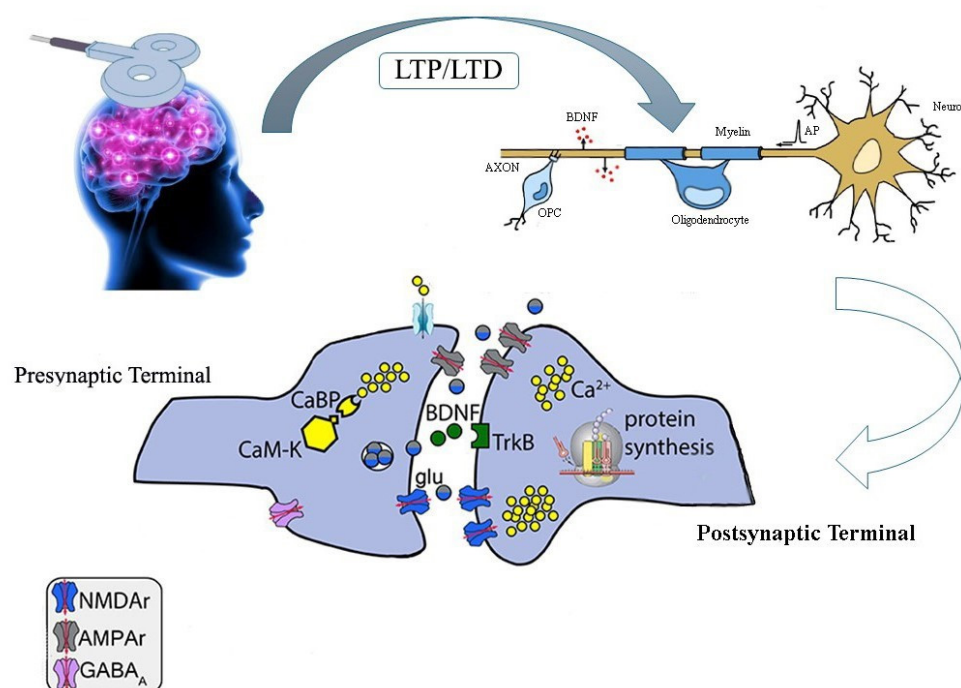 LTP/LTD
BDNF
Myelin
AP
Neuro
AXON
OPC
Oligodendrocyte
Presynaptic Terminal
CaBP
CaM-K
BDNF
TrkB
glu
Ca²⁺
protein
synthesis
Postsynaptic Terminal
NMDAr
AMPAr
GABA_A